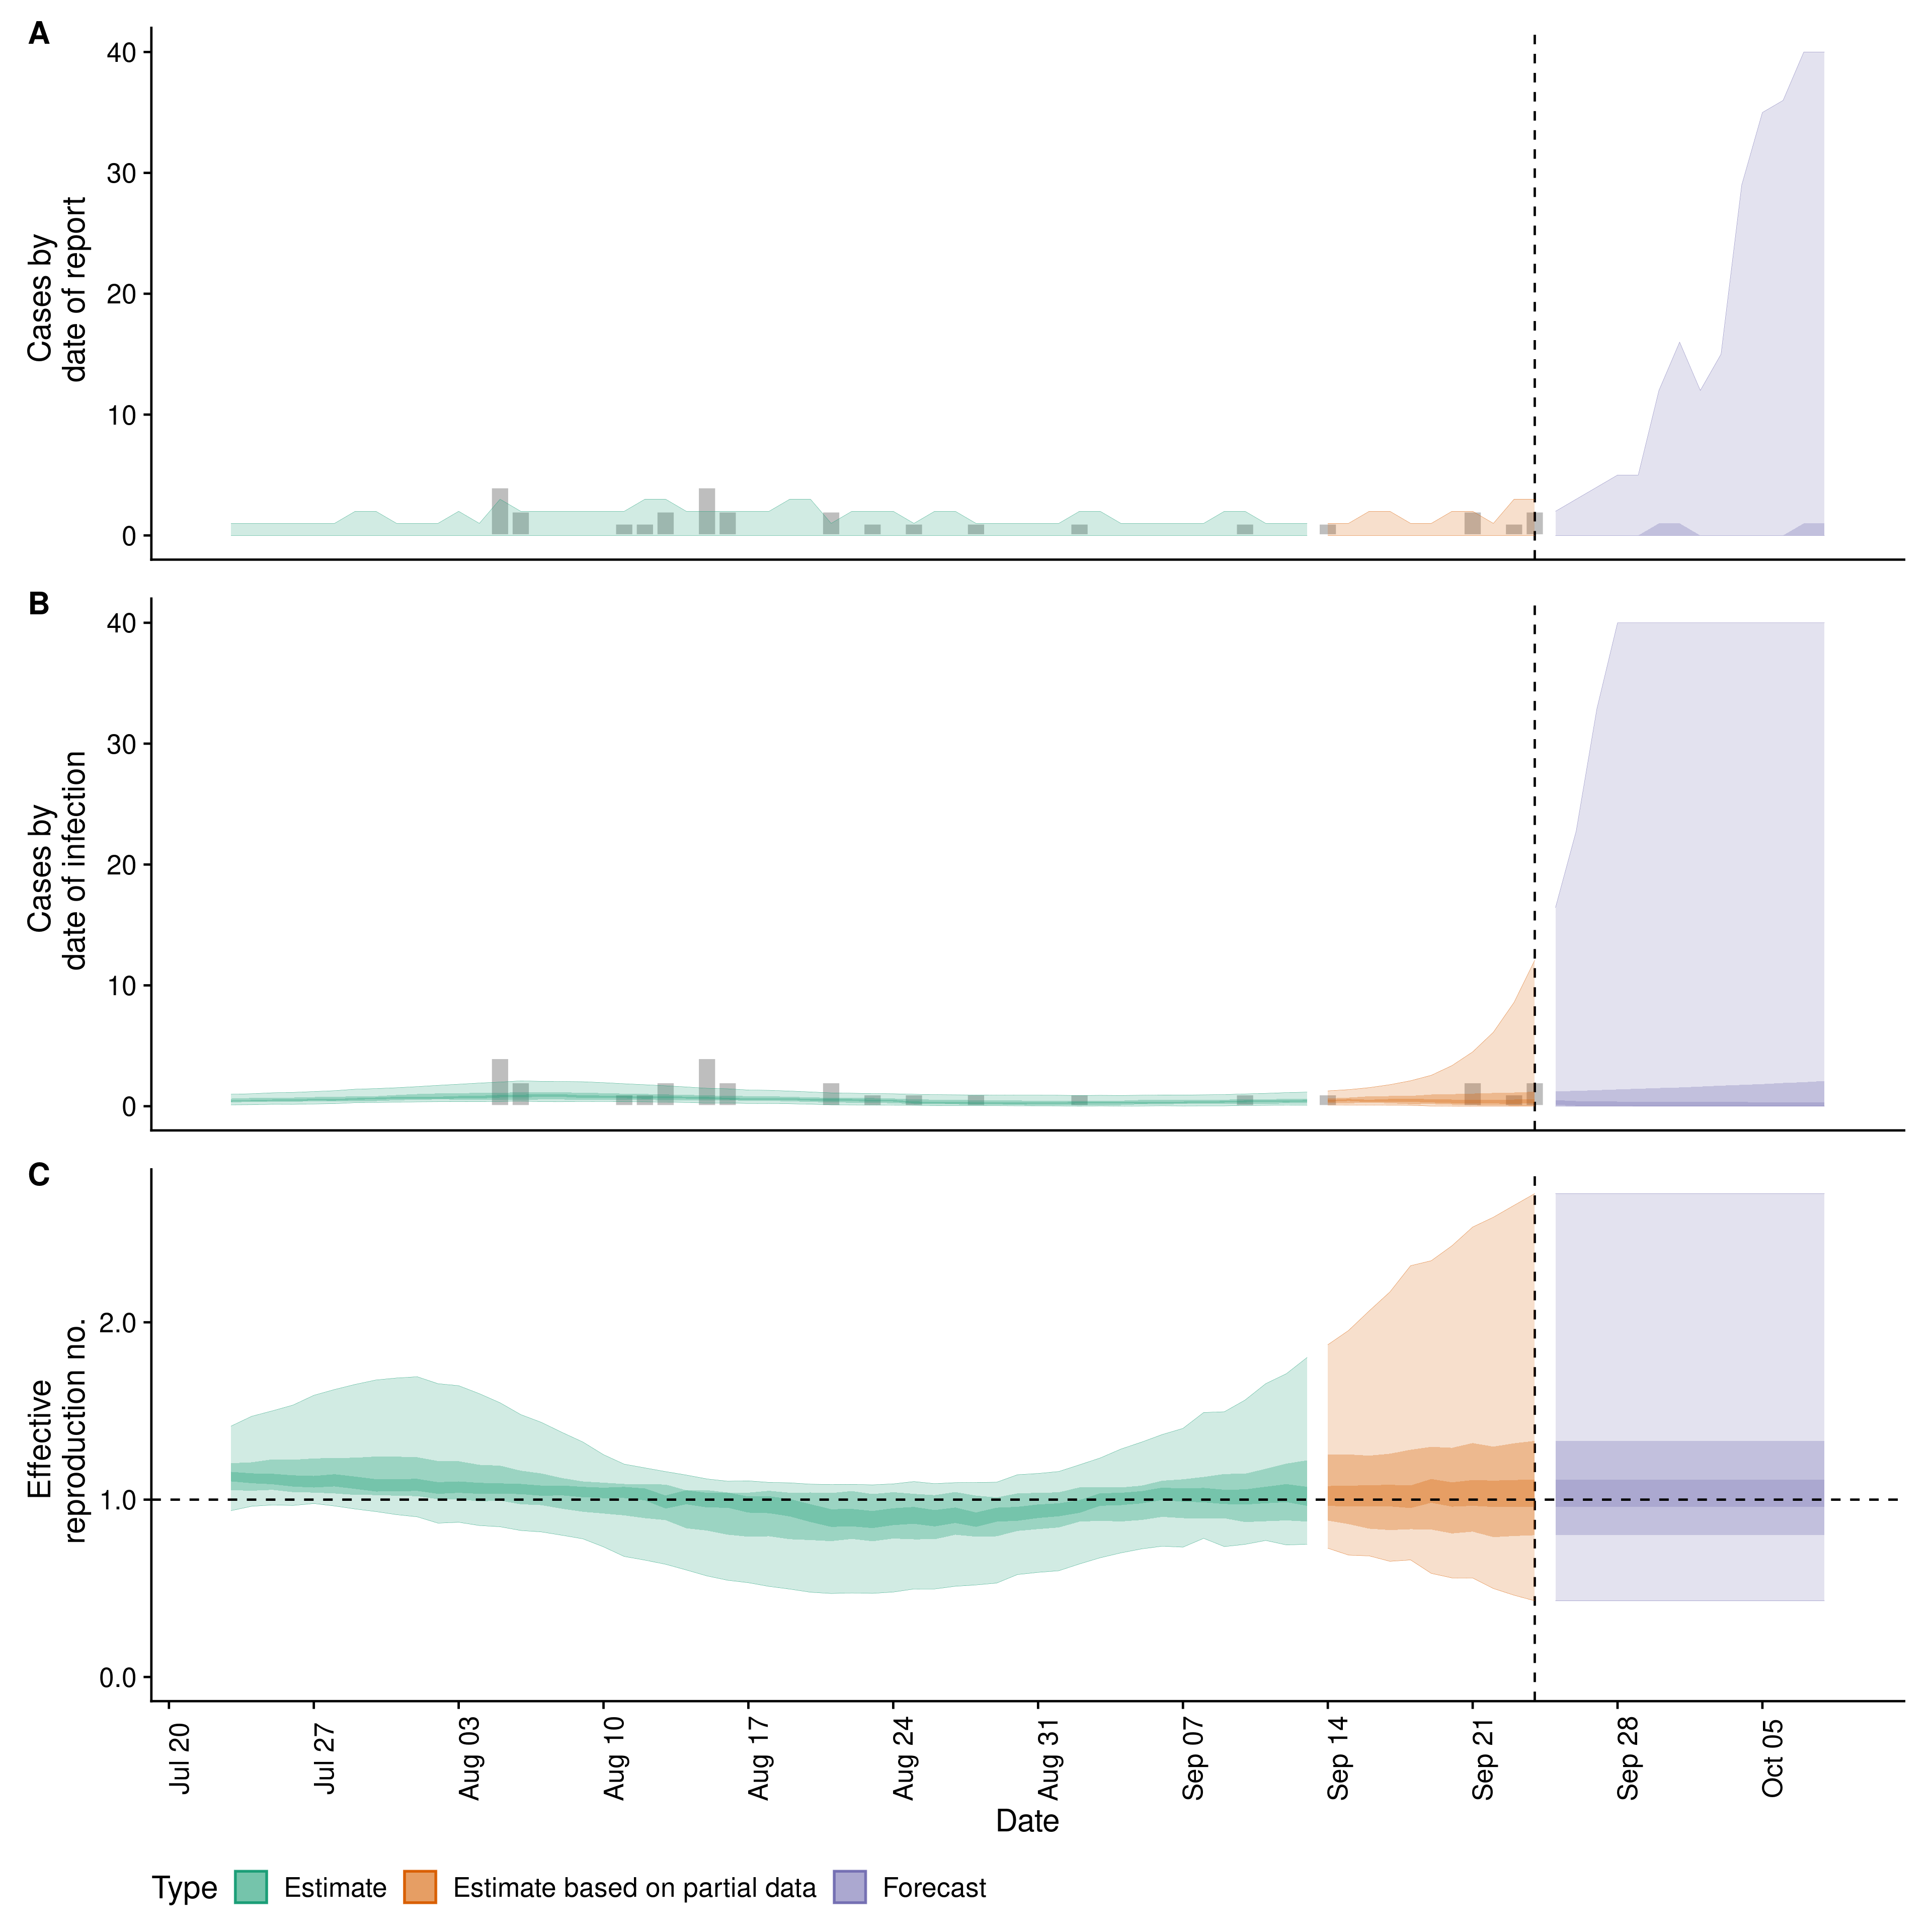 A
40
30
20
10
0
Cases by
date of report
B
40
30
20
10
0
Cases by
date of infection
C
2.0
1.0
0.0
Effective
reproduction no.
Jul 20
Jul 27
Aug 03
Aug 10
Aug 17
Aug 24
Aug 31
Sep 07
Sep 14
Sep 21
Sep 28
Oct 05
Date
Type
Estimate
Estimate based on partial data
Forecast